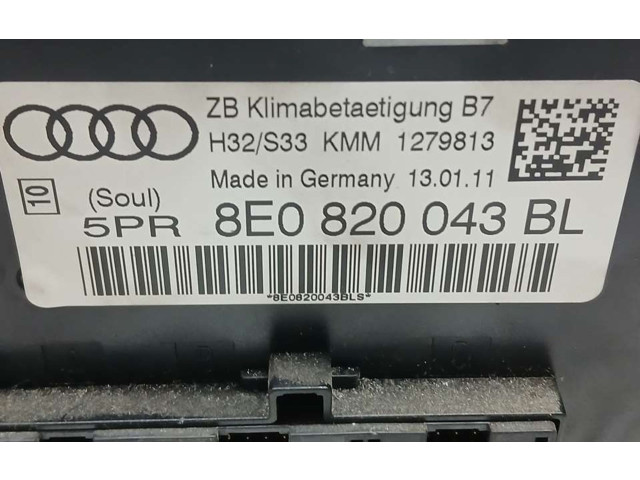 ZB Klimabetaetigung B7
H32/S33 KMM 1279813
Made in Germany 13.01.11
10 (Soul)
5PR 8E0 820 043 BL
*8E0820043BLS*